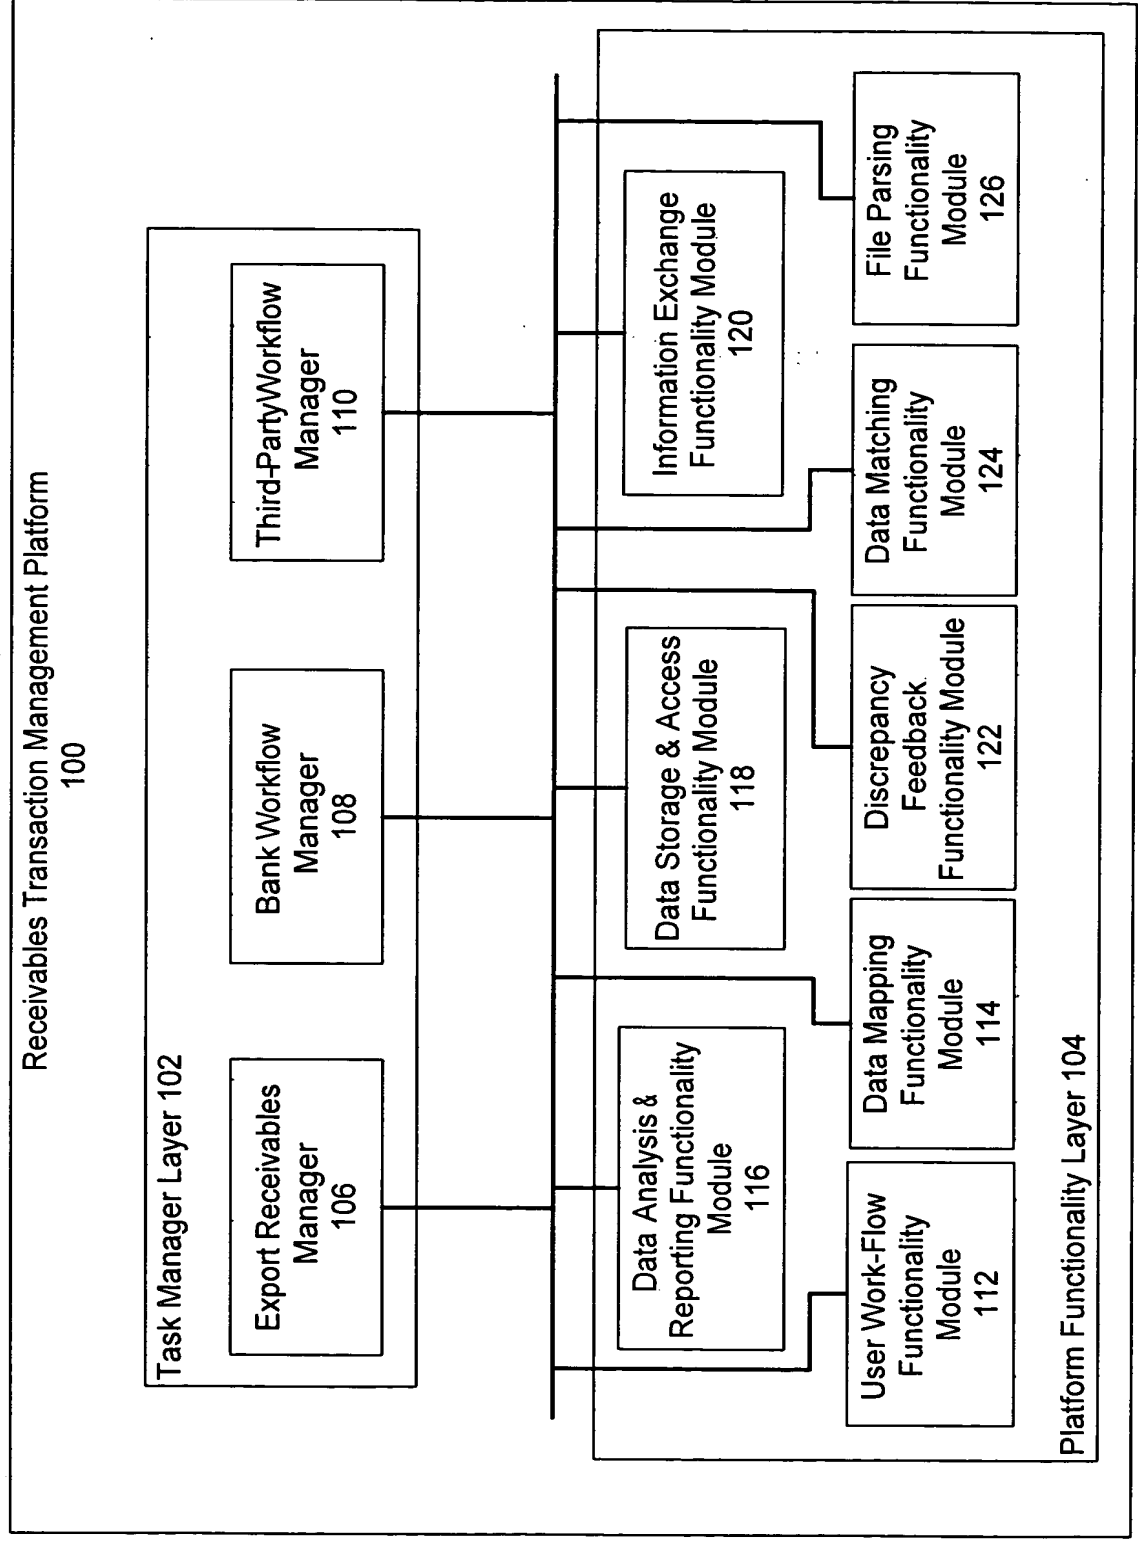 Receivables Transaction Management Platform
100
Task Manager Layer 102
Export Receivables
Manager
106
Bank Workflow
Manager
108
Third-PartyWorkflow
Manager
110
Data Analysis &
Reporting Functionality
Module
116
Data Storage & Access
Functionality Module
118
Information Exchange
Functionality Module
120
User Work-Flow
Functionality
Module
112
Data Mapping
Functionality
Module
114
Discrepancy
Feedback
Functionality Module
122
Data Matching
Functionality
Module
124
File Parsing
Functionality
Module
126
Platform Functionality Layer 104